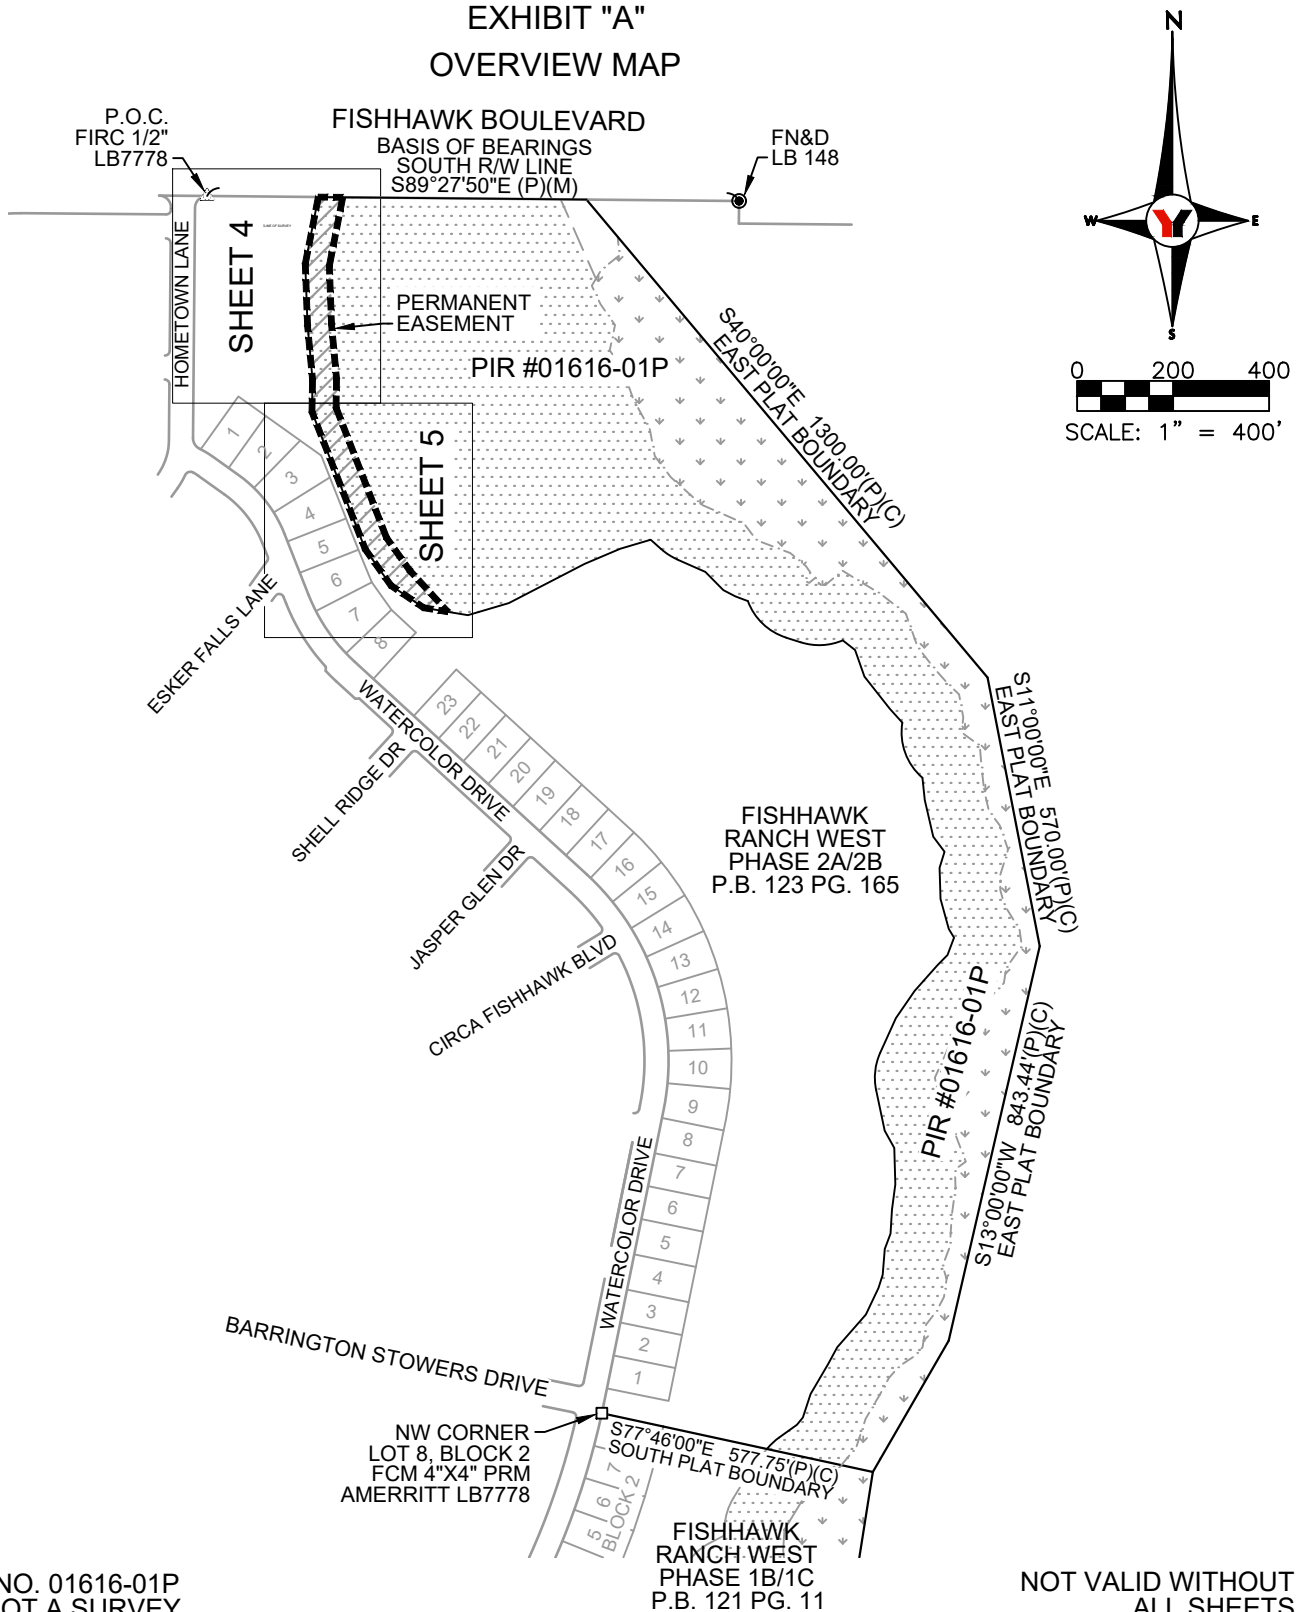 EXHIBIT "A"
OVERVIEW MAP
N
W
E
S
P.O.C.
FIRC 1/2"
LB7778
FISHHAWK BOULEVARD
BASIS OF BEARINGS
SOUTH R/W LINE
S89°27'50"E (P)(M)
FN&D
LB 148
0 200 400
SCALE: 1" = 400'
HOMETOWN LANE
SHEET 4
PERMANENT
EASEMENT
PIR #01616-01P
S40°00'00"E 1300.00'(P)(C)
EAST PLAT BOUNDARY
SHEET 5
1
2
3
4
5
6
7
8
ESKER FALLS LANE
WATERCOLOR DRIVE
SHELL RIDGE DR
JASPER GLEN DR
CIRCA FISHHAWK BLVD
23
22
21
20
19
18
17
16
15
14
13
12
11
10
9
8
7
6
5
4
3
2
1
FISHHAWK
RANCH WEST
PHASE 2A/2B
P.B. 123 PG. 165
S11°00'00"E 570.00'(P)(C)
EAST PLAT BOUNDARY
PIR #01616-01P
S13°00'00"W 843.44'(P)(C)
EAST PLAT BOUNDARY
WATERCOLOR DRIVE
BARRINGTON STOWERS DRIVE
NW CORNER
LOT 8, BLOCK 2
FCM 4"X4" PRM
AMERRITT LB7778
S77°46'00"E 577.75'(P)(C)
SOUTH PLAT BOUNDARY
7
6
5
BLOCK 2
FISHHAWK
RANCH WEST
PHASE 1B/1C
P.B. 121 PG. 11
NO. 01616-01P
OT A SURVEY
NOT VALID WITHOUT
ALL SHEETS